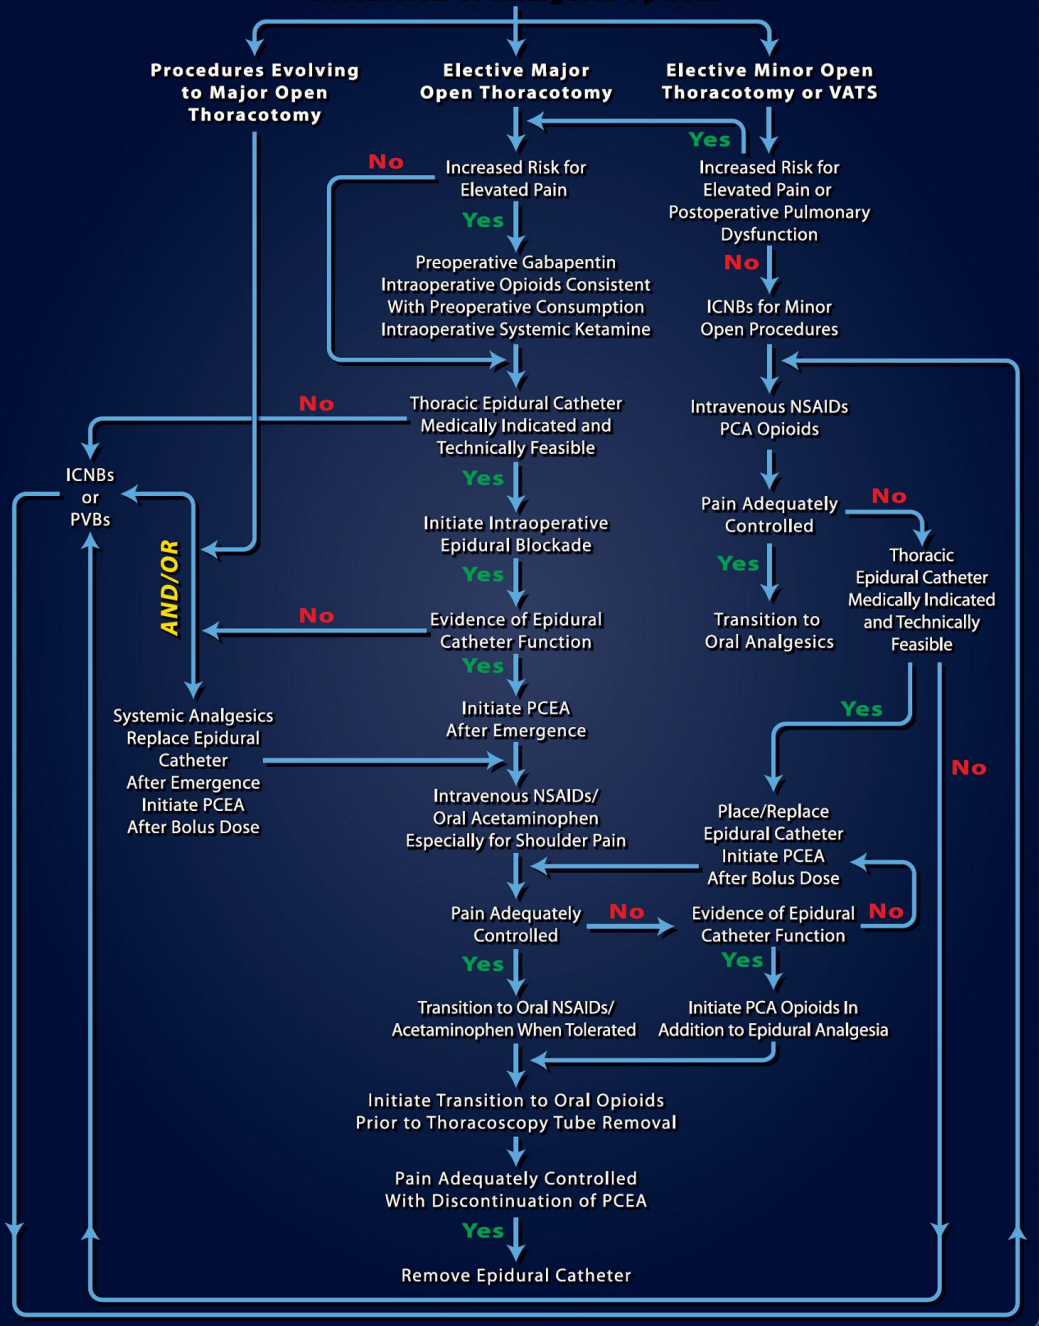 Procedures Evolving
to Major Open
Thoracotomy
Elective Major
Open Thoracotomy
Elective Minor Open
Thoracotomy or VATS
Yes
No
Increased Risk for
Elevated Pain
Increased Risk for
Elevated Pain or
Postoperative Pulmonary
Dysfunction
Yes
No
Preoperative Gabapentin
Intraoperative Opioids Consistent
With Preoperative Consumption
Intraoperative Systemic Ketamine
ICNBs for Minor
Open Procedures
No
Thoracic Epidural Catheter
Medically Indicated and
Technically Feasible
Intravenous NSAIDs
PCA Opioids
ICNBs
or
PVBs
Yes
Pain Adequately
Controlled
No
Initiate Intraoperative
Epidural Blockade
Yes
Yes
Thoracic
Epidural Catheter
Medically Indicated
and Technically
Feasible
AND/OR
No
Evidence of Epidural
Catheter Function
Transition to
Oral Analgesics
Yes
Initiate PCEA
After Emergence
Yes
No
Systemic Analgesics
Replace Epidural
Catheter
After Emergence
Initiate PCEA
After Bolus Dose
Intravenous NSAIDs/
Oral Acetaminophen
Especially for Shoulder Pain
Place/Replace
Epidural Catheter
Initiate PCEA
After Bolus Dose
Pain Adequately
Controlled
No
Evidence of Epidural
Catheter Function
No
Yes
Yes
Transition to Oral NSAIDs/
Acetaminophen When Tolerated
Initiate PCA Opioids In
Addition to Epidural Analgesia
Initiate Transition to Oral Opioids
Prior to Thoracoscopy Tube Removal
Pain Adequately Controlled
With Discontinuation of PCEA
Yes
Remove Epidural Catheter